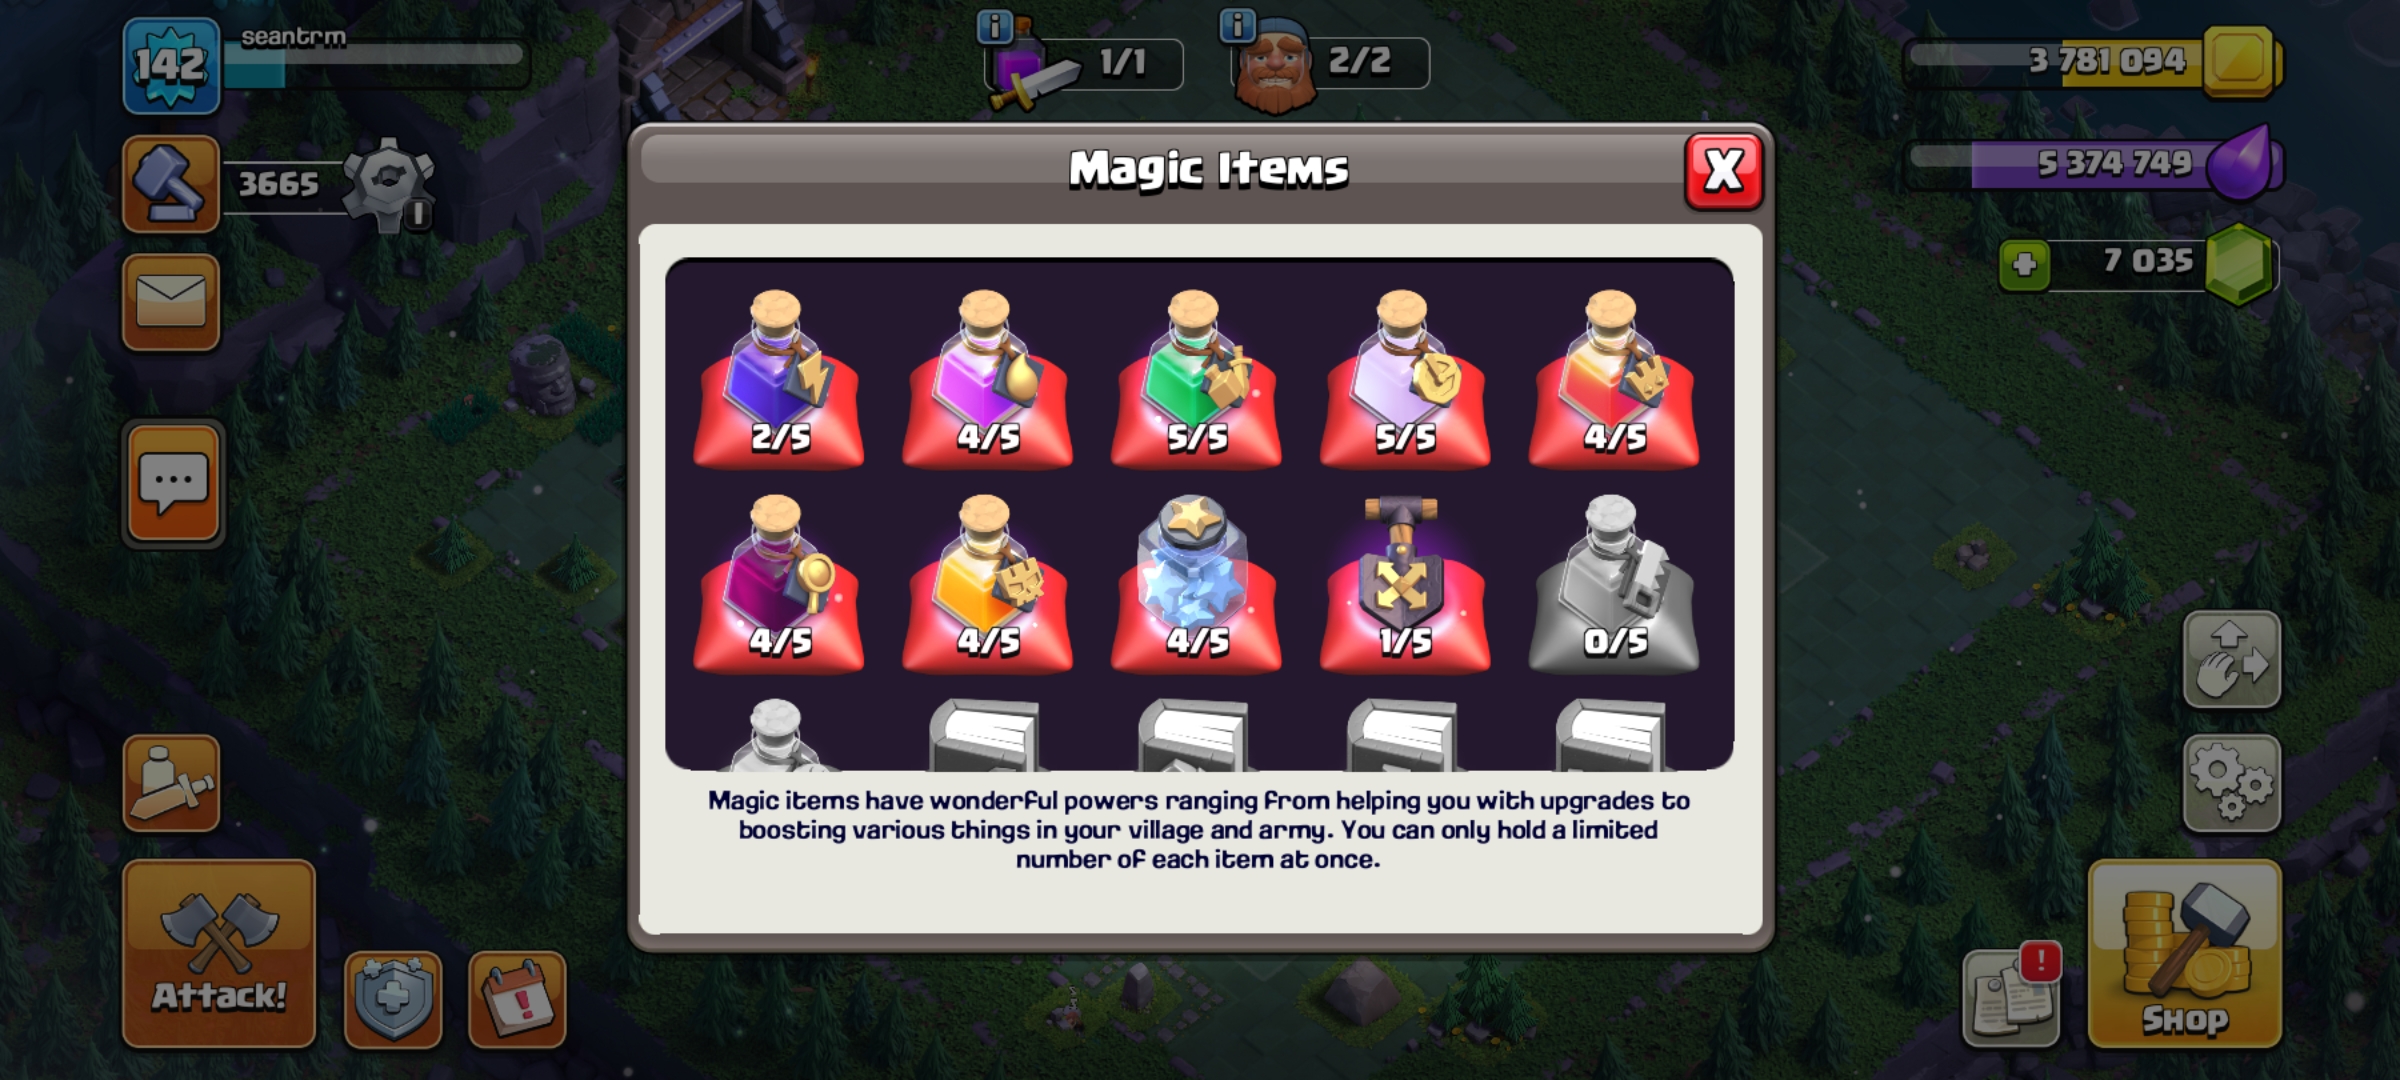 142
seantrm
1/1
2/2
3 781 094
3665
5 374 749
7 035
Magic Items
X
2/5
4/5
5/5
5/5
4/5
4/5
4/5
4/5
1/5
0/5
Magic items have wonderful powers ranging from helping you with upgrades to
boosting various things in your village and army. You can only hold a limited
number of each item at once.
Attack!
Shop